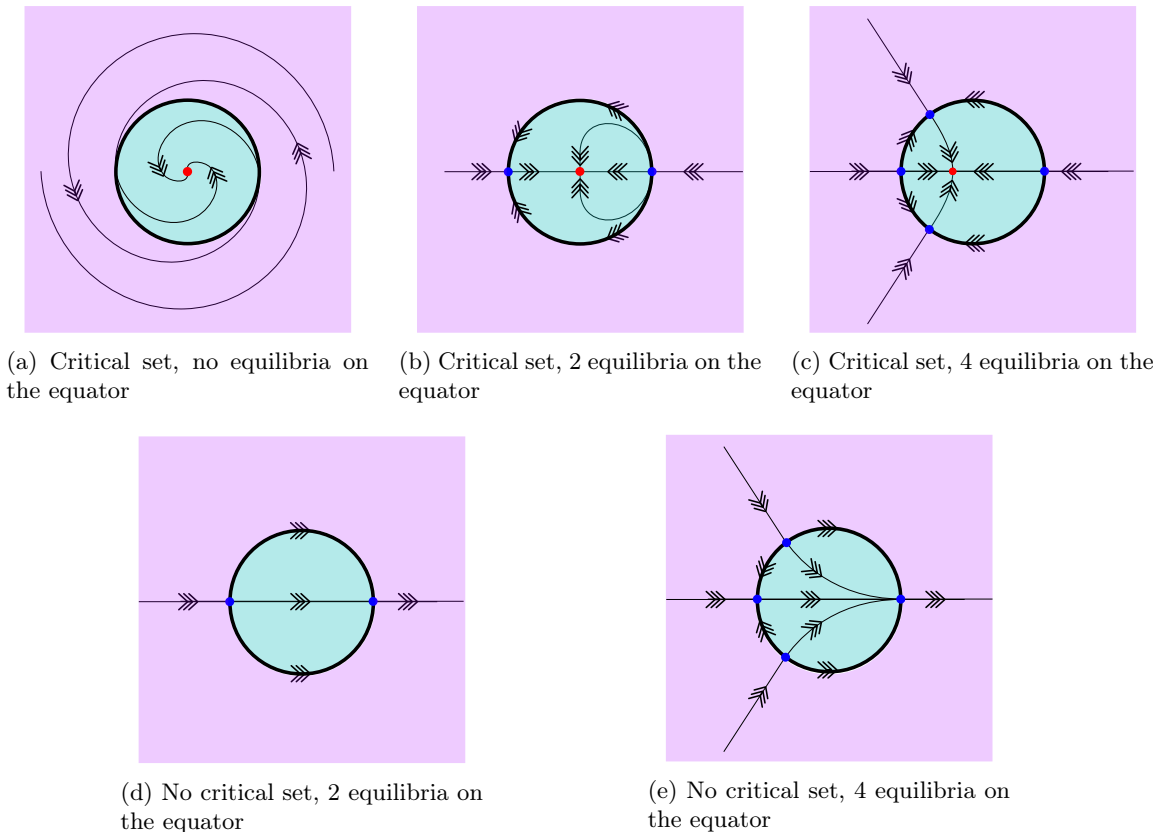 (a) Critical set, no equilibria on
the equator
(b) Critical set, 2 equilibria on the
equator
(c) Critical set, 4 equilibria on the
equator
(d) No critical set, 2 equilibria on
the equator
(e) No critical set, 4 equilibria on
the equator